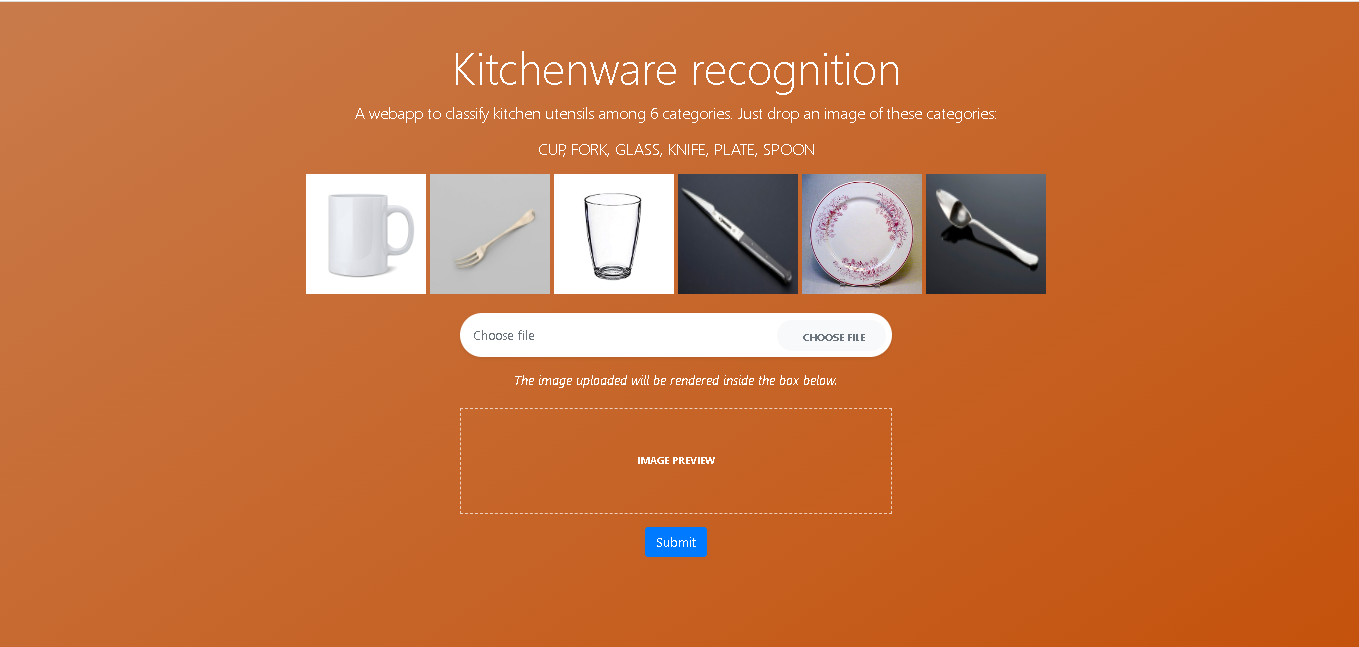 Kitchenware recognition
A webapp to classify kitchen utensils among 6 categories. Just drop an image of these categories:
CUP, FORK, GLASS, KNIFE, PLATE, SPOON
Choose file CHOOSE FILE
The image uploaded will be rendered inside the box below.
IMAGE PREVIEW
Submit